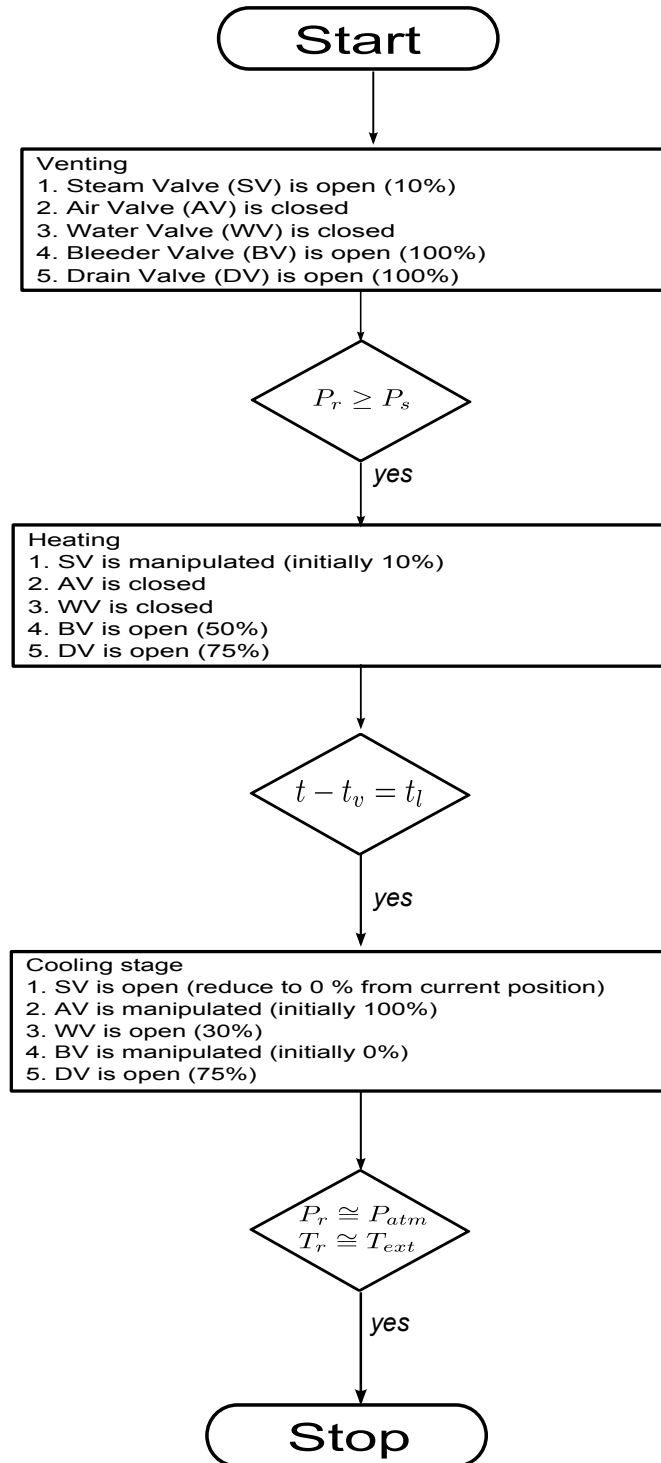 Start
Venting
1. Steam Valve (SV) is open (10%)
2. Air Valve (AV) is closed
3. Water Valve (WV) is closed
4. Bleeder Valve (BV) is open (100%)
5. Drain Valve (DV) is open (100%)
P_r ≥ P_s
yes
Heating
1. SV is manipulated (initially 10%)
2. AV is closed
3. WV is closed
4. BV is open (50%)
5. DV is open (75%)
t − t_v = t_l
yes
Cooling stage
1. SV is open (reduce to 0 % from current position)
2. AV is manipulated (initially 100%)
3. WV is open (30%)
4. BV is manipulated (initially 0%)
5. DV is open (75%)
P_r ≅ P_atm
T_r ≅ T_ext
yes
Stop